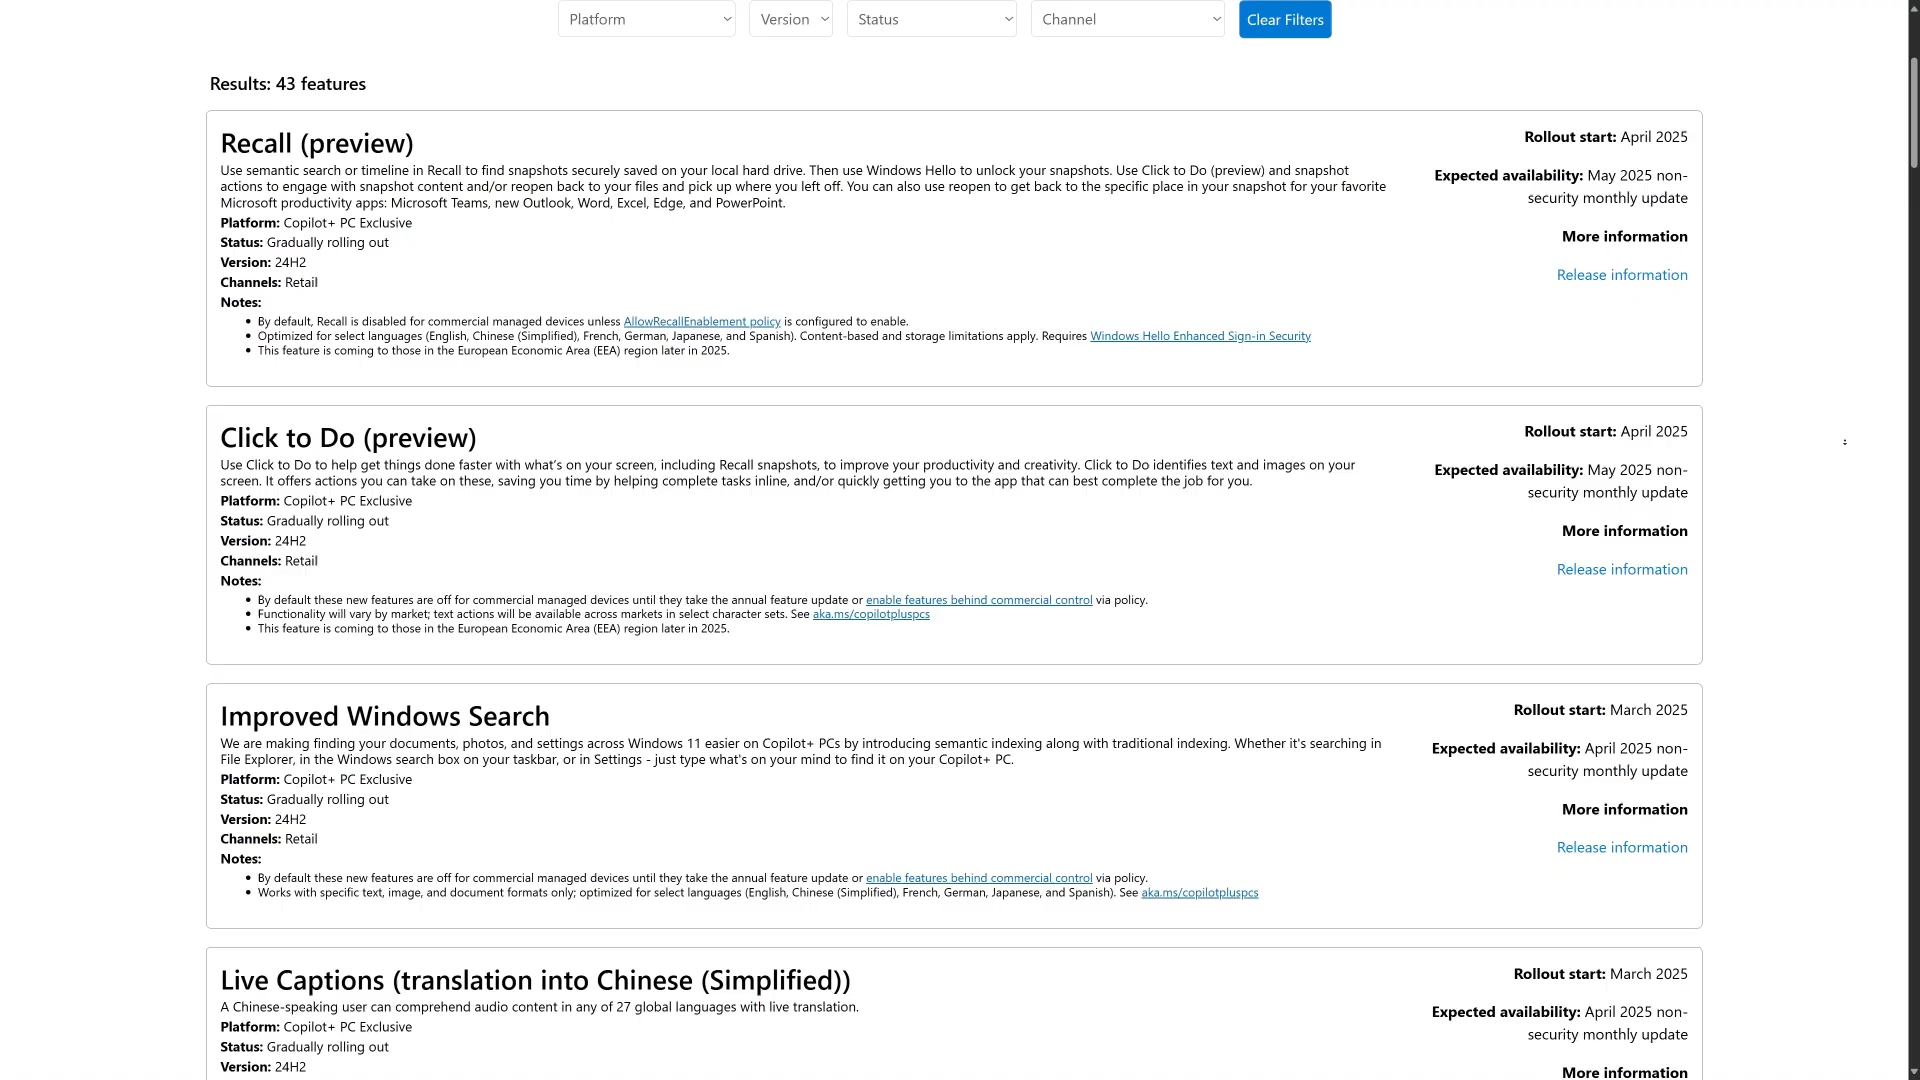 Platform
Version
Status
Channel
Clear Filters
Results: 43 features
Recall (preview)
Use semantic search or timeline in Recall to find snapshots securely saved on your local hard drive. Then use Windows Hello to unlock your snapshots. Use Click to Do (preview) and snapshot
actions to engage with snapshot content and/or reopen back to your files and pick up where you left off. You can also use reopen to get back to the specific place in your snapshot for your favorite
Microsoft productivity apps: Microsoft Teams, new Outlook, Word, Excel, Edge, and PowerPoint.
Platform: Copilot+ PC Exclusive
Status: Gradually rolling out
Version: 24H2
Channels: Retail
Notes:
• By default, Recall is disabled for commercial managed devices unless AllowRecallEnablement policy is configured to enable.
• Optimized for select languages (English, Chinese (Simplified), French, German, Japanese, and Spanish). Content-based and storage limitations apply. Requires Windows Hello Enhanced Sign-in Security
• This feature is coming to those in the European Economic Area (EEA) region later in 2025.
Rollout start: April 2025
Expected availability: May 2025 non-
security monthly update
More information
Release information
Click to Do (preview)
Use Click to Do to help get things done faster with what’s on your screen, including Recall snapshots, to improve your productivity and creativity. Click to Do identifies text and images on your
screen. It offers actions you can take on these, saving you time by helping complete tasks inline, and/or quickly getting you to the app that can best complete the job for you.
Platform: Copilot+ PC Exclusive
Status: Gradually rolling out
Version: 24H2
Channels: Retail
Notes:
• By default these new features are off for commercial managed devices until they take the annual feature update or enable features behind commercial control via policy.
• Functionality will vary by market; text actions will be available across markets in select character sets. See aka.ms/copilotpluspcs
• This feature is coming to those in the European Economic Area (EEA) region later in 2025.
Rollout start: April 2025
Expected availability: May 2025 non-
security monthly update
More information
Release information
Improved Windows Search
We are making finding your documents, photos, and settings across Windows 11 easier on Copilot+ PCs by introducing semantic indexing along with traditional indexing. Whether it's searching in
File Explorer, in the Windows search box on your taskbar, or in Settings - just type what's on your mind to find it on your Copilot+ PC.
Platform: Copilot+ PC Exclusive
Status: Gradually rolling out
Version: 24H2
Channels: Retail
Notes:
• By default these new features are off for commercial managed devices until they take the annual feature update or enable features behind commercial control via policy.
• Works with specific text, image, and document formats only; optimized for select languages (English, Chinese (Simplified), French, German, Japanese, and Spanish). See aka.ms/copilotpluspcs
Rollout start: March 2025
Expected availability: April 2025 non-
security monthly update
More information
Release information
Live Captions (translation into Chinese (Simplified))
A Chinese-speaking user can comprehend audio content in any of 27 global languages with live translation.
Platform: Copilot+ PC Exclusive
Status: Gradually rolling out
Version: 24H2
Rollout start: March 2025
Expected availability: April 2025 non-
security monthly update
More information